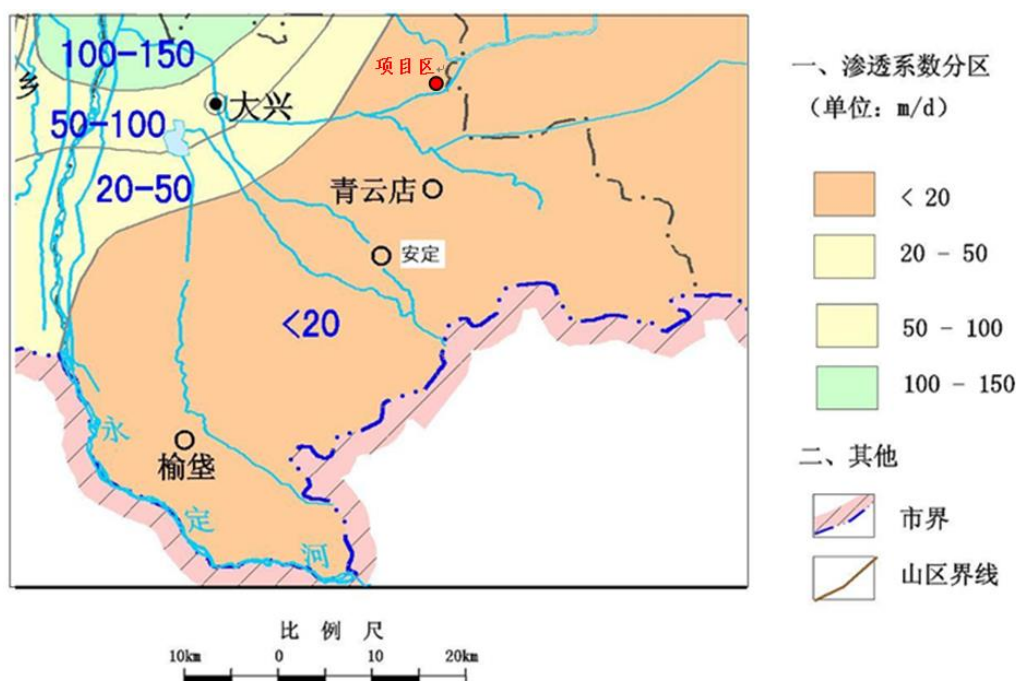 100-150
乡
项目区
大兴
50-100
20-50
青云店
安定
<20
永
榆垡
定
河
一、渗透系数分区
（单位：m/d）
< 20
20 - 50
50 - 100
100 - 150
二、其他
市界
山区界线
比 例 尺
10km 0 10 20km